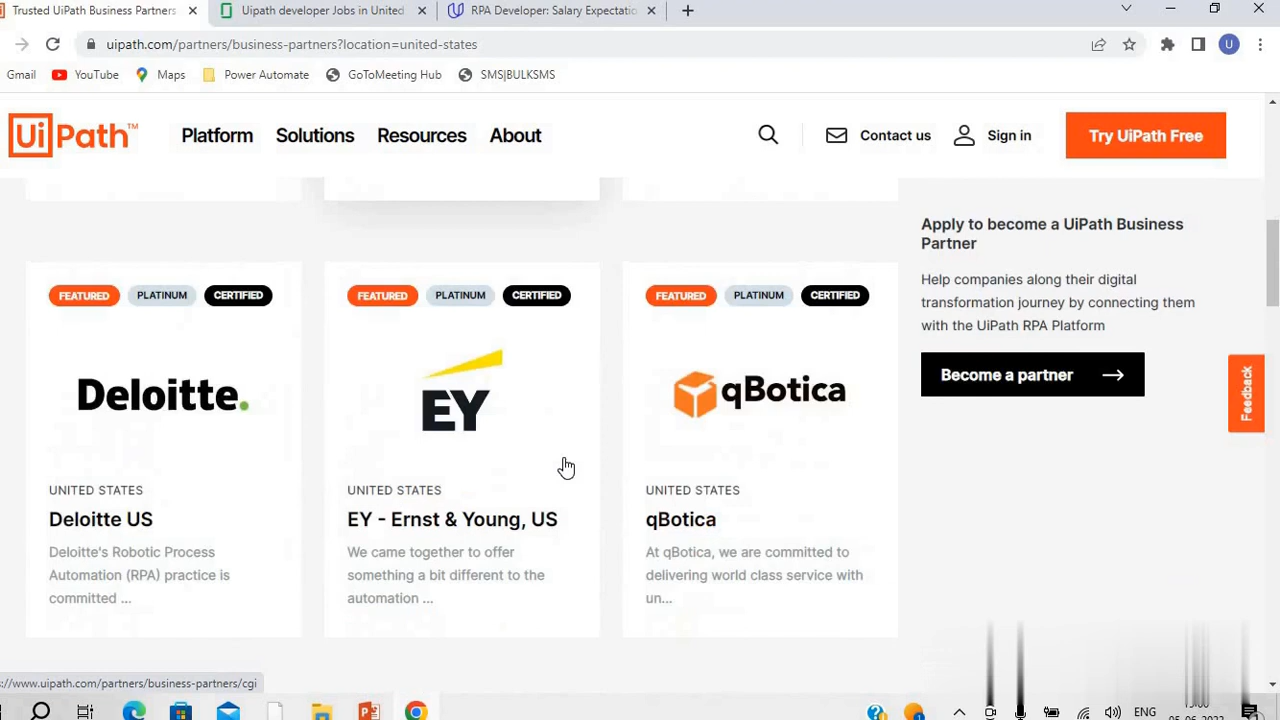 Trusted UiPath Business Partners
Uipath developer Jobs in United
RPA Developer: Salary Expectatio
uipath.com/partners/business-partners?location=united-states
U
Gmail
YouTube
Maps
Power Automate
GoToMeeting Hub
SMS|BULKSMS
UiPath™
Platform
Solutions
Resources
About
Contact us
Sign in
Try UiPath Free
Apply to become a UiPath Business
Partner
Help companies along their digital
transformation journey by connecting them
with the UiPath RPA Platform
Become a partner
Feedback
FEATURED PLATINUM CERTIFIED
Deloitte.
UNITED STATES
Deloitte US
Deloitte's Robotic Process
Automation (RPA) practice is
committed ...
FEATURED PLATINUM CERTIFIED
EY
UNITED STATES
EY - Ernst & Young, US
We came together to offer
something a bit different to the
automation ...
FEATURED PLATINUM CERTIFIED
qBotica
UNITED STATES
qBotica
At qBotica, we are committed to
delivering world class service with
un...
://www.uipath.com/partners/business-partners/cgi
ENG